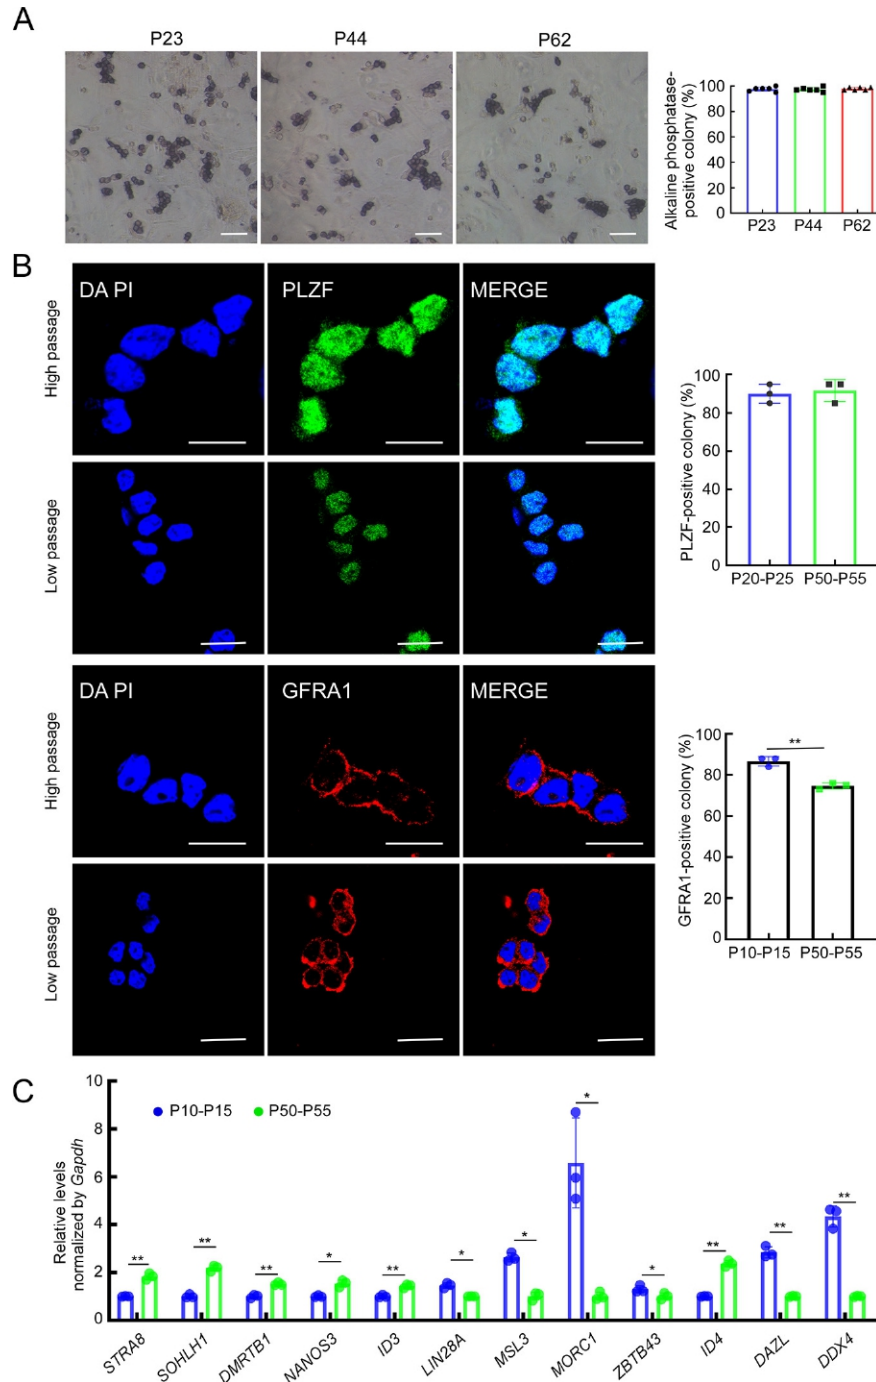 A
P23
P44
P62
Alkaline phosphatase-
positive colony (%)
100
80
60
40
20
0
P23
P44
P62
B
High passage
DA PI
PLZF
MERGE
Low passage
PLZF-positive colony (%)
100
80
60
40
20
0
P20-P25
P50-P55
High passage
DA PI
GFRA1
MERGE
Low passage
GFRA1-positive colony (%)
100
80
60
40
20
0
**
P10-P15
P50-P55
C
Relative levels
normalized by Gapdh
10
8
6
4
2
0
P10-P15
P50-P55
**
**
**
*
**
*
*
*
*
**
**
**
STRA8
SOHLH1
DMRTB1
NANOS3
ID3
LIN28A
MSL3
MORC1
ZBTB43
ID4
DAZL
DDX4